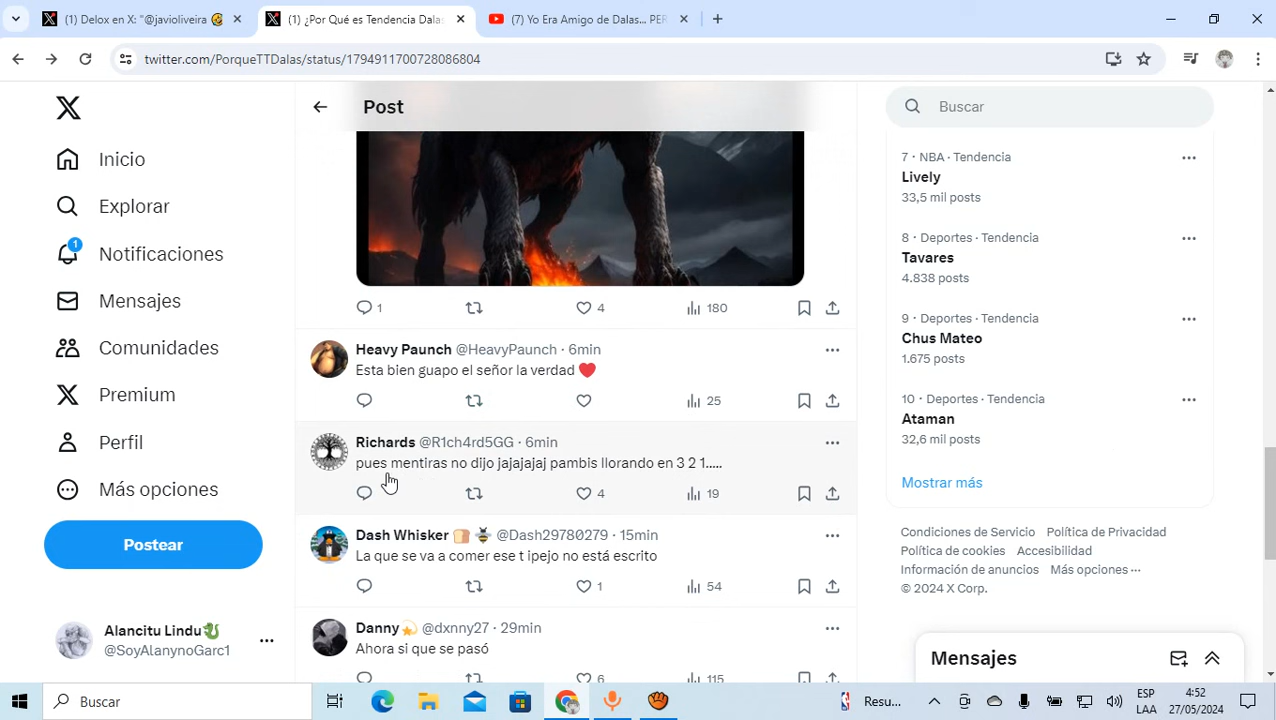 (1) Delox en X: "@javioliveira
(1) ¿Por Qué es Tendencia Dala
(7) Yo Era Amigo de Dalas... PER
twitter.com/PorqueTTDalas/status/1794911700728086804
Inicio
Explorar
1
Notificaciones
Mensajes
Comunidades
Premium
Perfil
Más opciones
Postear
Alancitu Lindu🐉
@SoyAlanynoGarc1
Post
1 4 180
Heavy Paunch @HeavyPaunch · 6min
Esta bien guapo el señor la verdad ❤️
25
Richards @R1ch4rd5GG · 6min
pues mentiras no dijo jajajajaj pambis llorando en 3 2 1.....
4 19
Dash Whisker 🍞 🐝 @Dash29780279 · 15min
La que se va a comer ese t ipejo no está escrito
1 54
Danny💫 @dxnny27 · 29min
Ahora si que se pasó
6 115
Buscar
7 · NBA · Tendencia
Lively
33,5 mil posts
8 · Deportes · Tendencia
Tavares
4.838 posts
9 · Deportes · Tendencia
Chus Mateo
1.675 posts
10 · Deportes · Tendencia
Ataman
32,6 mil posts
Mostrar más
Condiciones de Servicio Política de Privacidad
Política de cookies Accesibilidad
Información de anuncios Más opciones ···
© 2024 X Corp.
Mensajes
Buscar
Resu...
ESP
LAA
4:52
27/05/2024